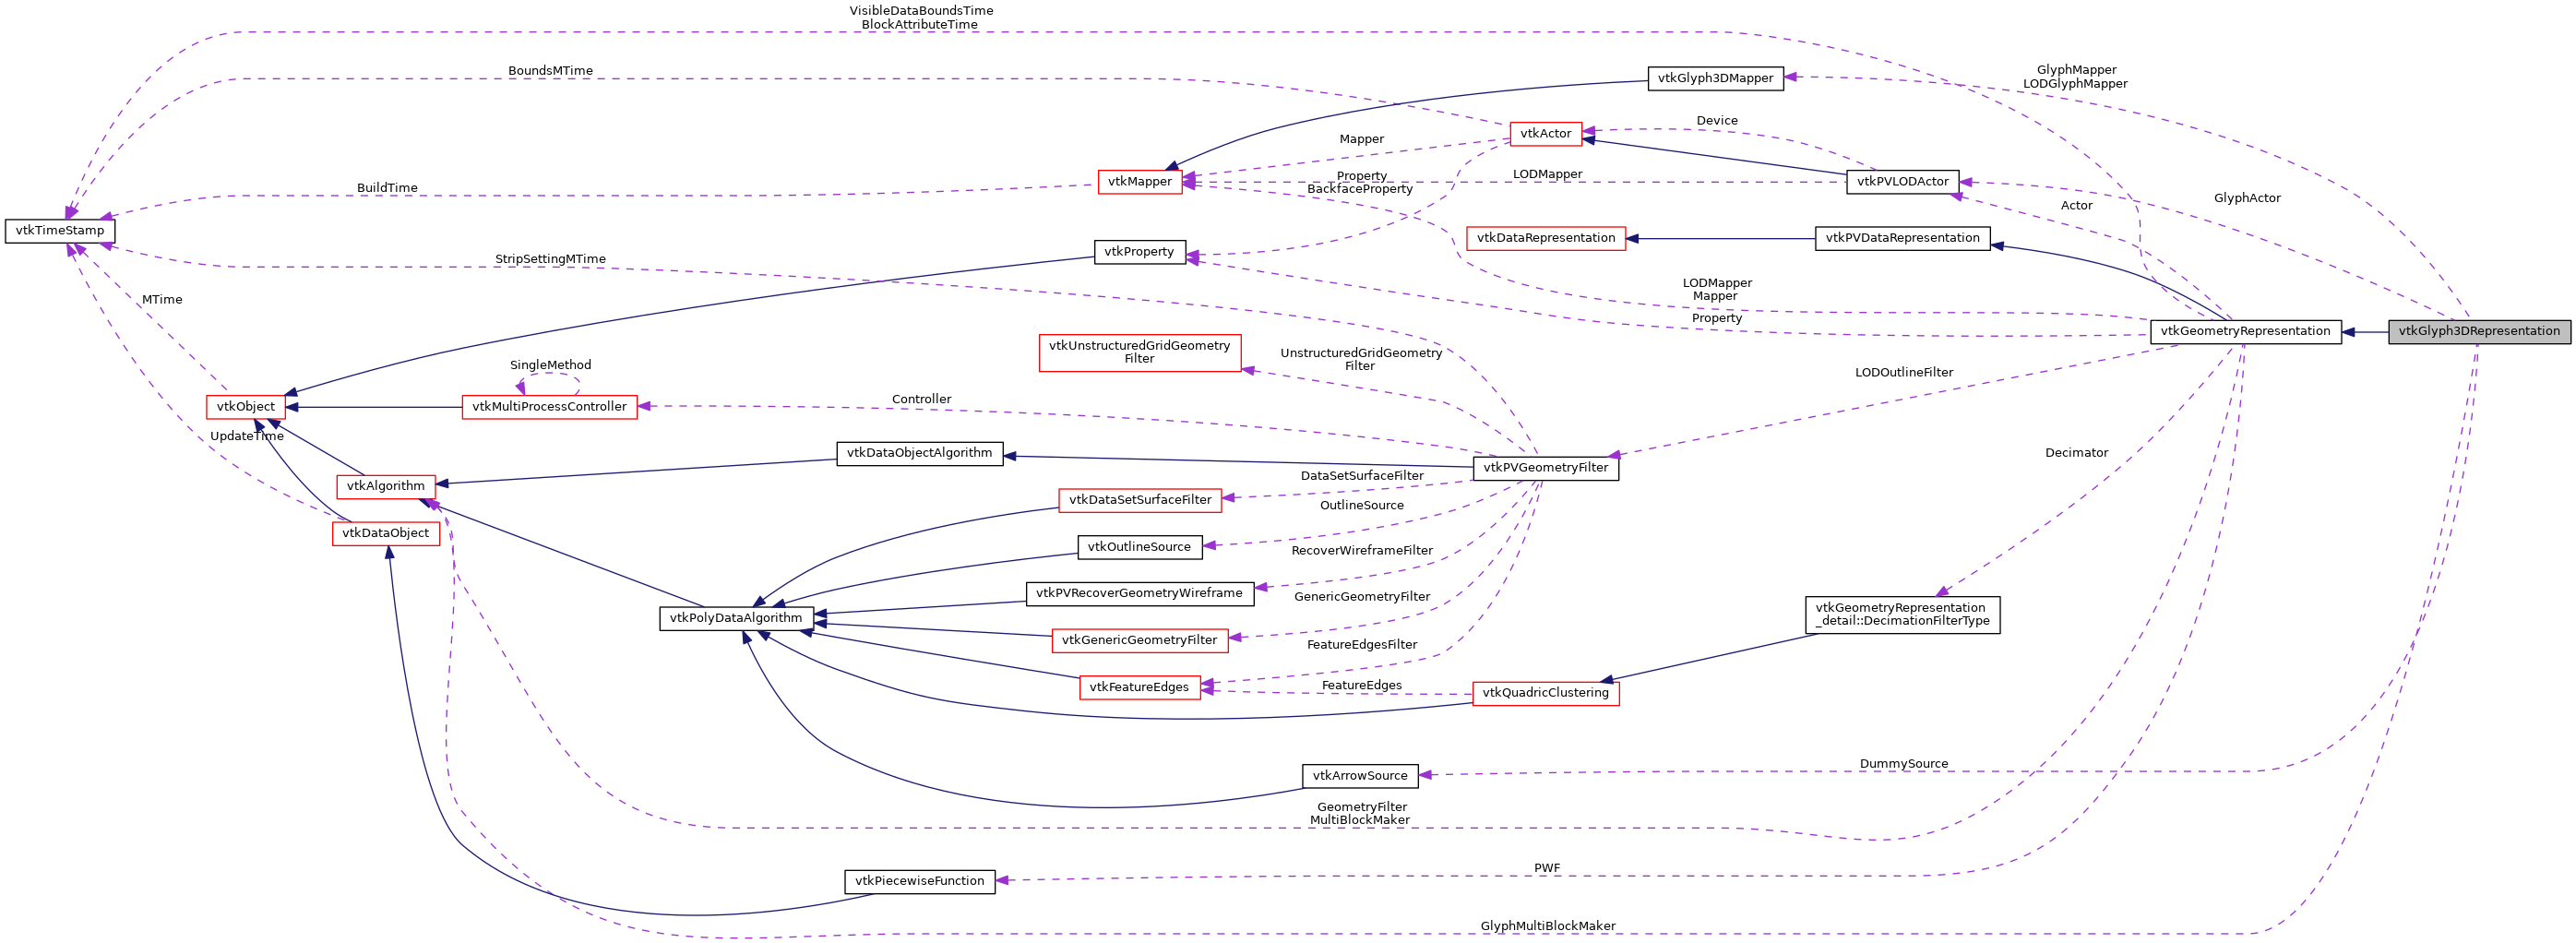 VisibleDataBoundsTime
BlockAttributeTime
BoundsMTime
GlyphMapper
LODGlyphMapper
vtkGlyph3DMapper
Device
vtkActor
Mapper
Property
BackfaceProperty
LODMapper
vtkMapper
vtkPVLODActor
BuildTime
GlyphActor
Actor
vtkTimeStamp
vtkDataRepresentation
vtkPVDataRepresentation
vtkProperty
StripSettingMTime
LODMapper
Mapper
MTime
Property
vtkGeometryRepresentation
vtkGlyph3DRepresentation
vtkUnstructuredGridGeometry
Filter
UnstructuredGridGeometry
Filter
SingleMethod
LODOutlineFilter
Controller
vtkObject
vtkMultiProcessController
UpdateTime
vtkDataObjectAlgorithm
Decimator
vtkPVGeometryFilter
DataSetSurfaceFilter
vtkAlgorithm
vtkDataSetSurfaceFilter
OutlineSource
vtkDataObject
vtkOutlineSource
RecoverWireframeFilter
vtkPVRecoverGeometryWireframe
GenericGeometryFilter
vtkGeometryRepresentation
_detail::DecimationFilterType
vtkPolyDataAlgorithm
vtkGenericGeometryFilter
FeatureEdgesFilter
vtkFeatureEdges
FeatureEdges
vtkQuadricClustering
DummySource
vtkArrowSource
GeometryFilter
MultiBlockMaker
PWF
vtkPiecewiseFunction
GlyphMultiBlockMaker